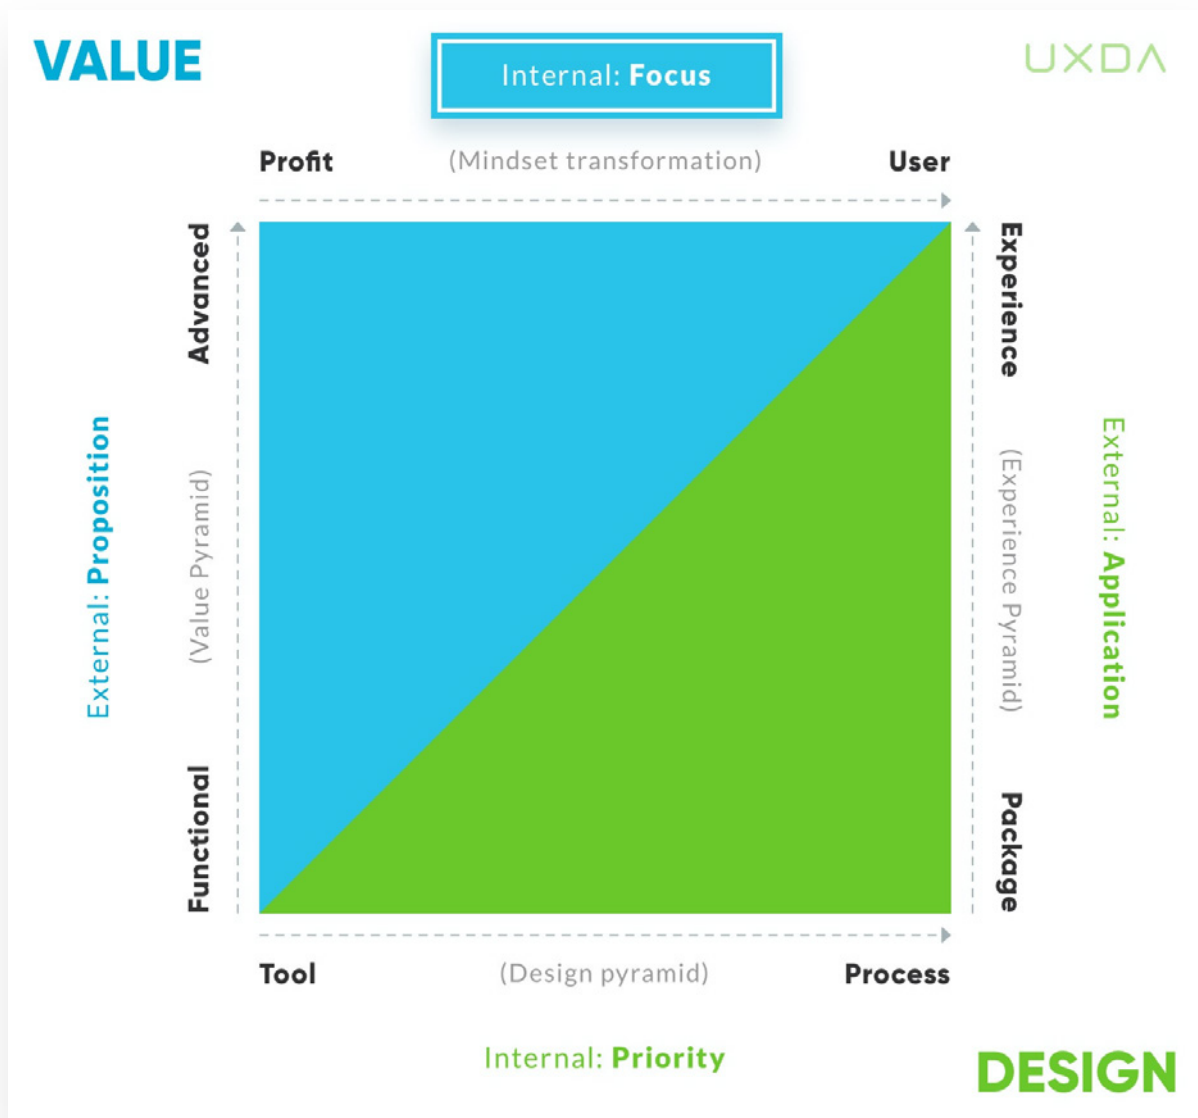 VALUE
Internal: Focus
UXDA
Profit
(Mindset transformation)
User
Advanced
Experience
External: Proposition
(Value Pyramid)
(Experience Pyramid)
External: Application
Functional
Package
Tool
(Design pyramid)
Process
Internal: Priority
DESIGN